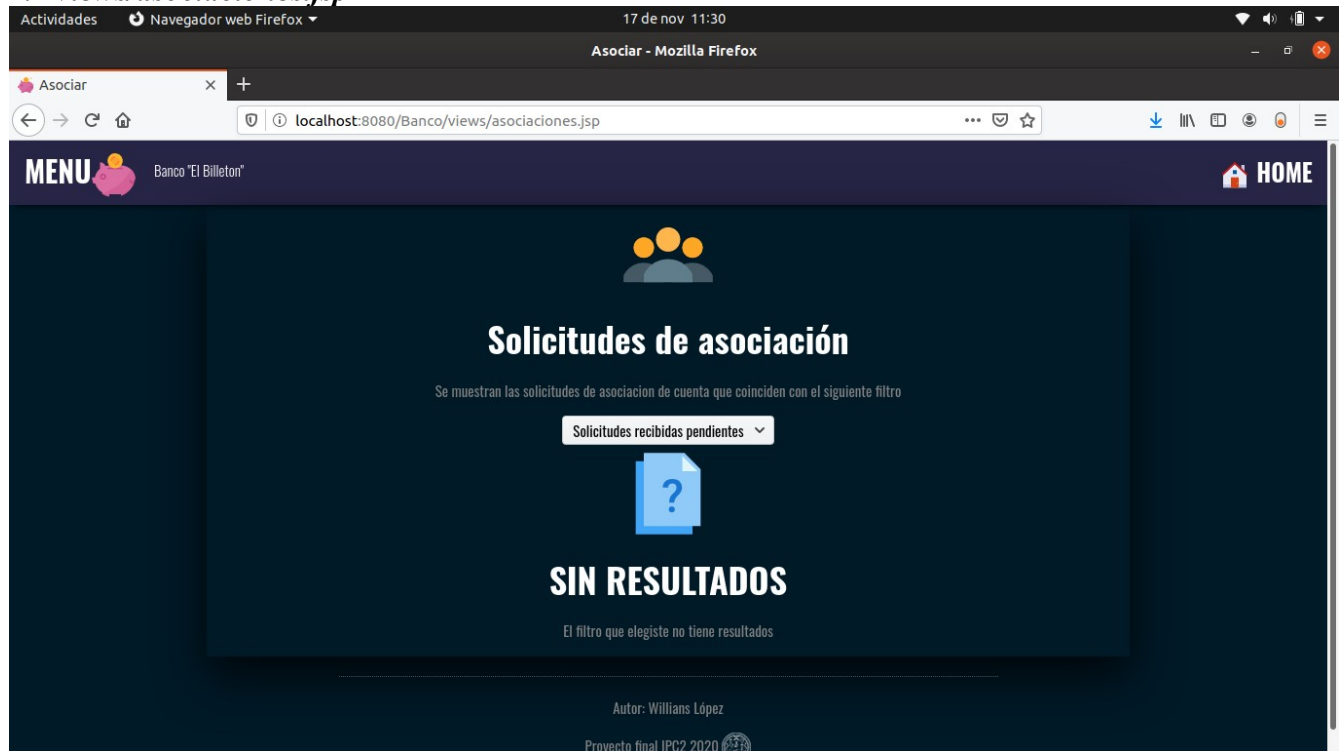 Actividades Navegador web Firefox 17 de nov 11:30
Asociar - Mozilla Firefox
Asociar
localhost:8080/Banco/views/asociaciones.jsp
MENU Banco "El Billeton" HOME
Solicitudes de asociación
Se muestran las solicitudes de asociacion de cuenta que coinciden con el siguiente filtro
Solicitudes recibidas pendientes
?
SIN RESULTADOS
El filtro que elegiste no tiene resultados
Autor: Willians López
Proyecto final IPC2 2020